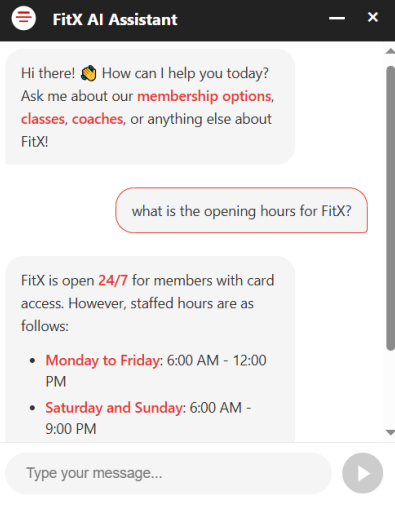 FitX AI Assistant
Hi there! 👋 How can I help you today?
Ask me about our membership options,
classes, coaches, or anything else about
FitX!
what is the opening hours for FitX?
FitX is open 24/7 for members with card
access. However, staffed hours are as
follows:
• Monday to Friday: 6:00 AM - 12:00
PM
• Saturday and Sunday: 6:00 AM -
9:00 PM
Type your message...